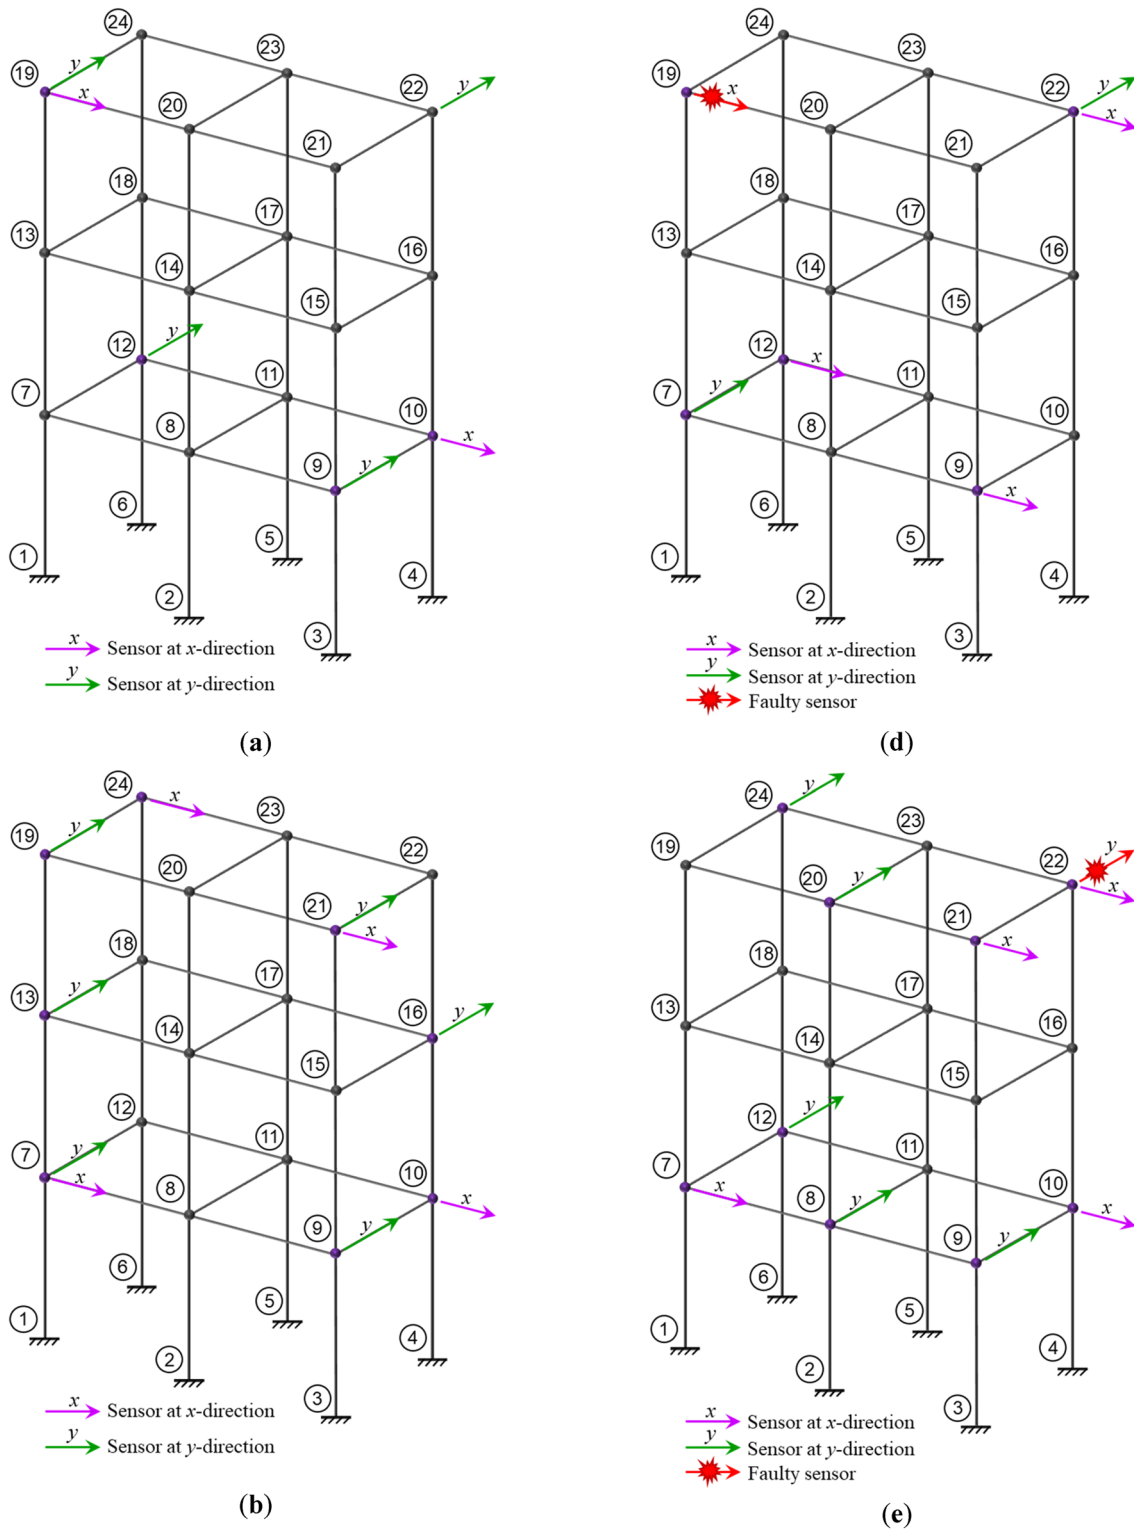 24
23
y
19
22
y
x
20
21
18
17
13
16
14
15
12
y
11
7
10
8
x
9
y
6
5
1
4
2
3
x
Sensor at x-direction
y
Sensor at y-direction
(a)
24
23
19
22
y
x
x
20
21
18
17
13
16
14
15
12
x
11
7
y
10
8
9
x
6
5
1
4
2
3
x
Sensor at x-direction
y
Sensor at y-direction
Faulty sensor
(d)
24
x
23
19
y
22
20
21
y
x
18
17
13
y
16
y
14
15
12
11
7
y
x
10
x
8
9
y
6
5
1
4
2
3
x
Sensor at x-direction
y
Sensor at y-direction
(b)
24
y
23
19
22
y
x
20
y
21
x
18
17
13
16
14
15
12
y
11
7
x
10
x
8
y
9
y
6
5
1
4
2
3
x
Sensor at x-direction
y
Sensor at y-direction
Faulty sensor
(e)